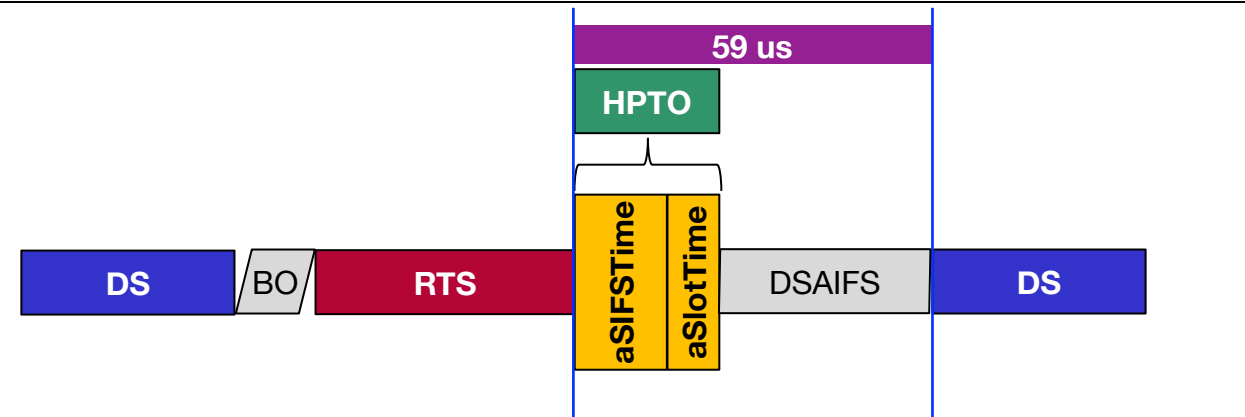 59 us
HPTO
DS
BO
RTS
aSIFSTime
aSlotTime
DSAIFS
DS